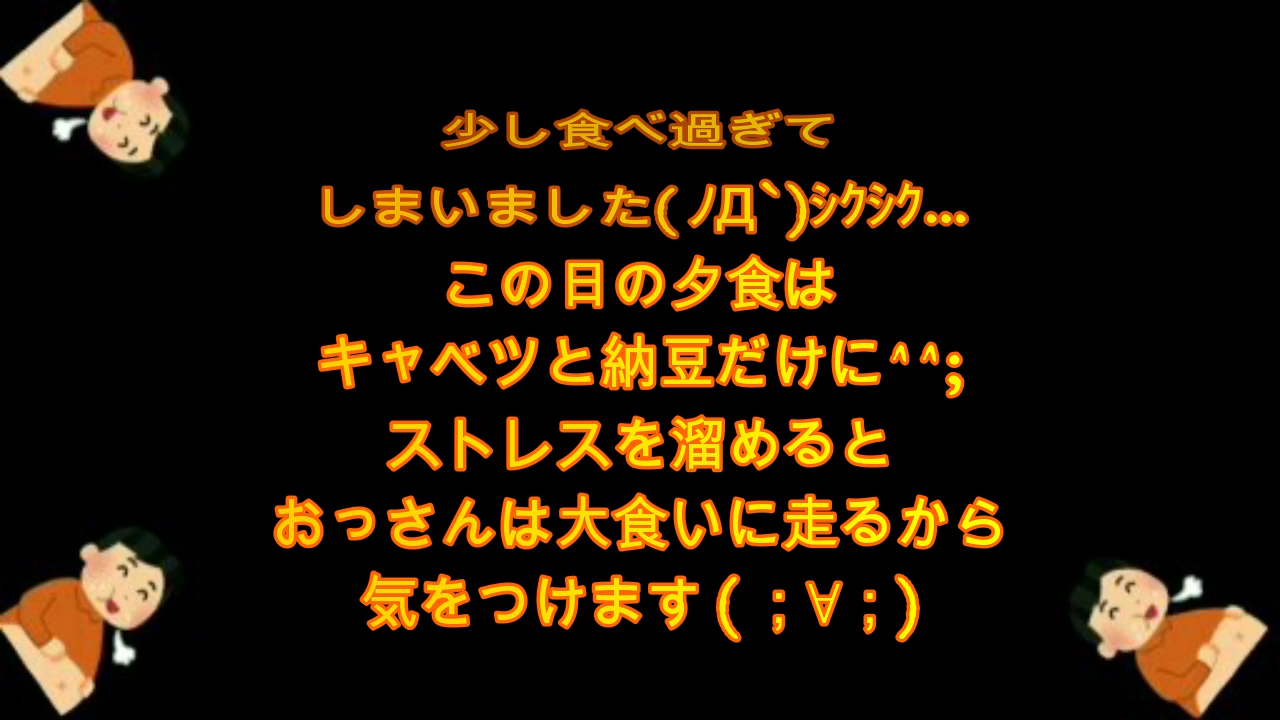 少し食べ過ぎて
しまいました(ノД`)ｼｸｼｸ…
この日の夕食は
キャベツと納豆だけに^^;
ストレスを溜めると
おっさんは大食いに走るから
気をつけます(；∀；)